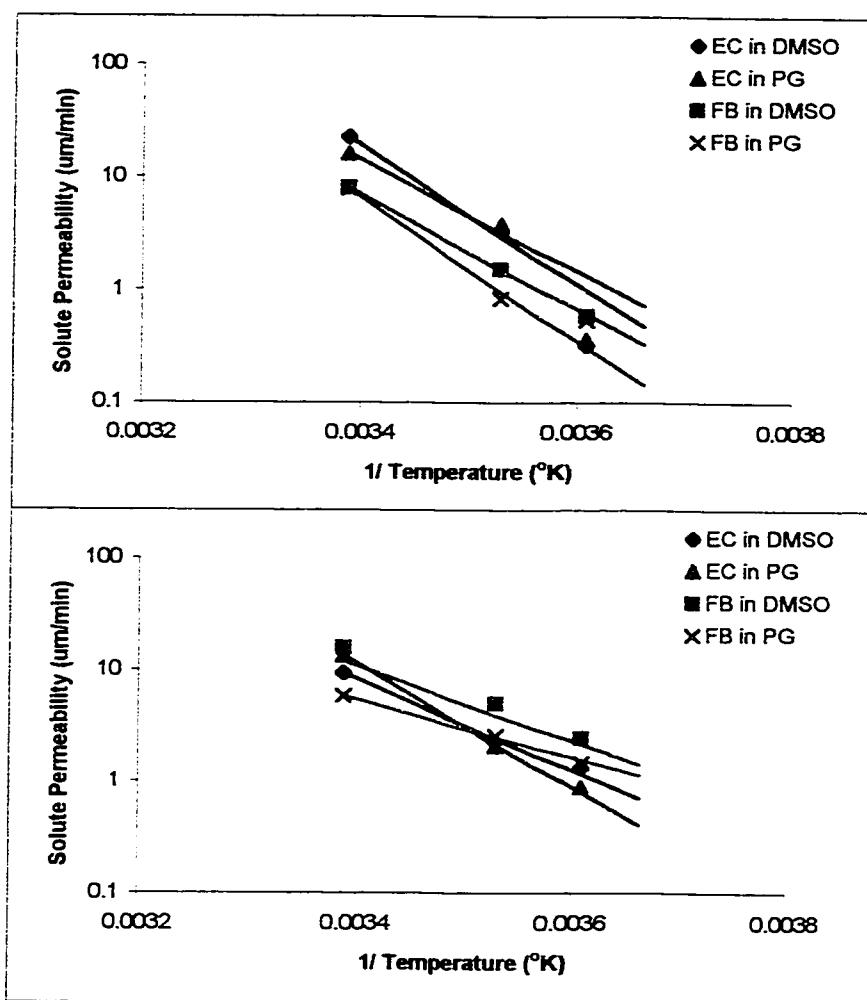 Solute Permeability (um/min)
100
10
1
0.1
0.0032
0.0034
0.0036
0.0038
1/ Temperature (°K)
EC in DMSO
EC in PG
FB in DMSO
FB in PG
Solute Permeability (um/min)
100
10
1
0.1
0.0032
0.0034
0.0036
0.0038
1/ Temperature (°K)
EC in DMSO
EC in PG
FB in DMSO
FB in PG